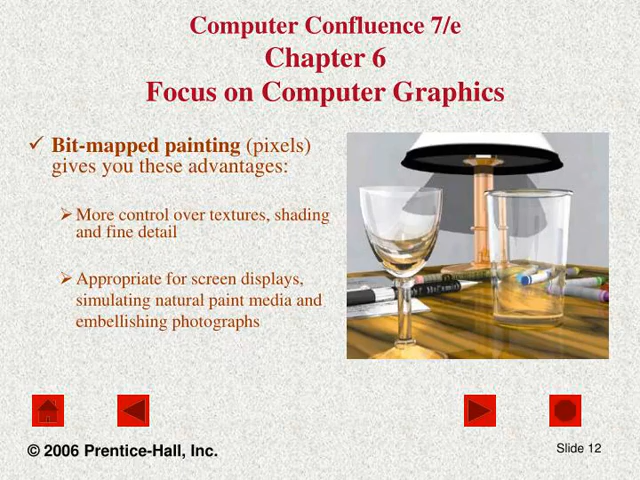 Computer Confluence 7/e
Chapter 6
Focus on Computer Graphics
Bit-mapped painting (pixels)
gives you these advantages:
More control over textures, shading
and fine detail
Appropriate for screen displays,
simulating natural paint media and
embellishing photographs
© 2006 Prentice-Hall, Inc.
Slide 12